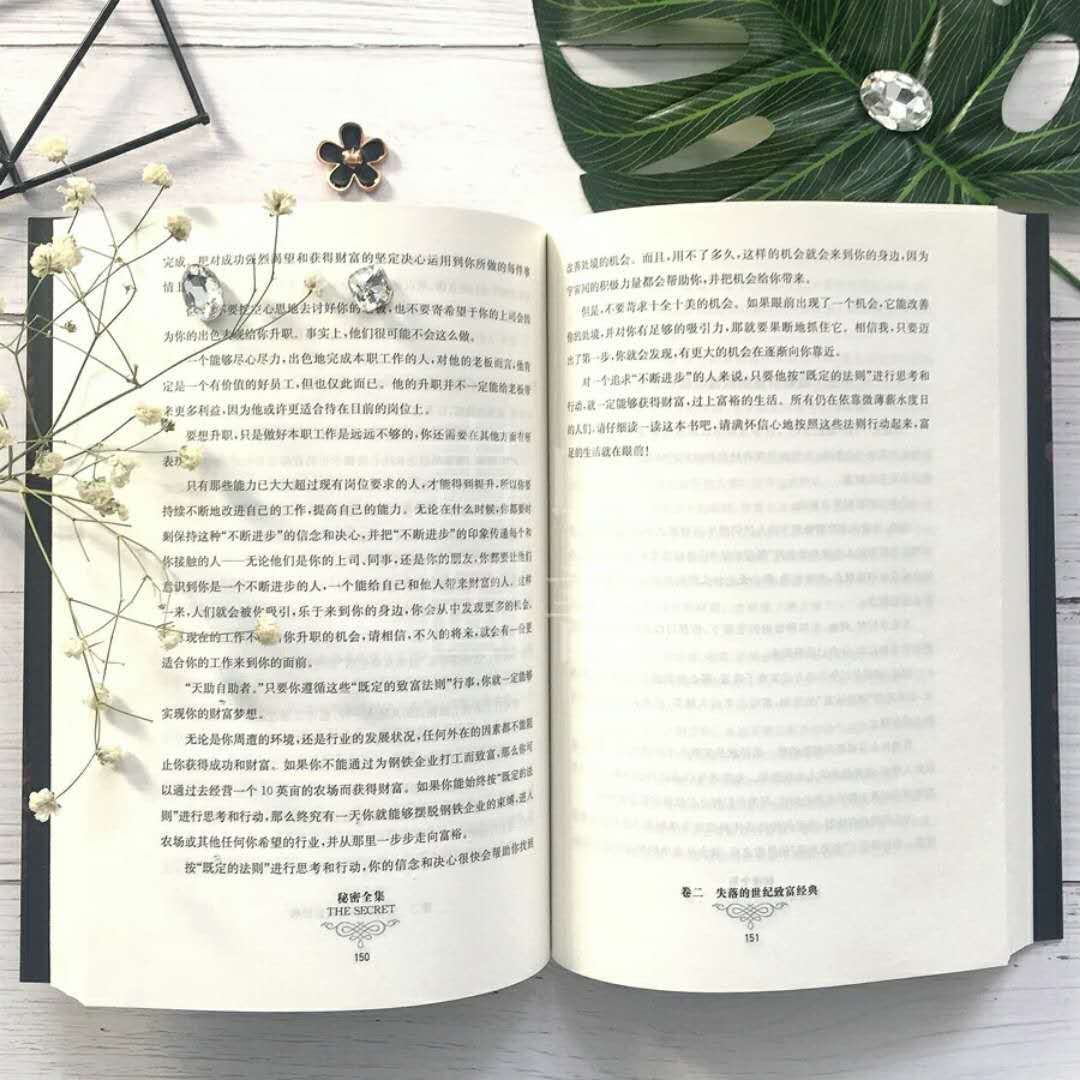 完成。把对成功强烈渴望和获得财富的坚定决心运用到你所做的每件事
情上
不要挖空心思地去讨好你的老板,也不要寄希望于你的上司会因
为你的出色表现给你升职。事实上,他们很可能不会这么做。
一个能够尽心尽力,出色地完成本职工作的人,对他的老板而言,他肯
定是一个有价值的好员工,但也仅此而已。他的升职并不一定能给老板带
来更多利益,因为他或许更适合待在目前的岗位上。
要想升职,只是做好本职工作是远远不够的,你还需要在其他方面有所
表现
只有那些能力已大大超过现有岗位要求的人,才能得到提升,所以你要
持续不断地改进自己的工作,提高自己的能力。无论在什么时候,你都要时
刻保持这种“不断进步”的信念和决心,并把“不断进步”的印象传递每个和
你接触的人——无论他们是你的上司、同事,还是你的朋友,你都要让他们
意识到你是一个不断进步的人,一个能给自己和他人带来财富的人。这样
一来,人们就会被你吸引,乐于来到你的身边,你会从中发现更多的机会。
现在的工作不 你升职的机会,请相信,不久的将来,就会有一份更
适合你的工作来到你的面前。
“天助自助者。”只要你遵循这些“既定的致富法则”行事,你就一定能够
实现你的财富梦想。
无论是你周遭的环境,还是行业的发展状况,任何外在的因素都不能阻
止你获得成功和财富。如果你不能通过为钢铁企业打工而致富,那么你可
以通过去经营一个 10 英亩的农场而获得财富。如果你能始终按“既定的法
则”进行思考和行动,那么终究有一天你就能够摆脱钢铁企业的束缚,进入
农场或其他任何你希望的行业,并从那里一步步走向富裕。
按“既定的法则”进行思考和行动,你的信念和决心很快会帮助你找到
秘密全集
THE SECRET
150
改善处境的机会。而且,用不了多久,这样的机会就会来到你的身边,因为
宇宙间的积极力量都会帮助你,并把机会给你带来。
但是,不要苛求十全十美的机会。如果眼前出现了一个机会,它能改善
你的处境,并对你有足够的吸引力,那就要果断地抓住它。相信我,只要迈
出了第一步,你就会发现,有更大的机会在逐渐向你靠近。
对一个追求“不断进步”的人来说,只要他按“既定的法则”进行思考和
行动,就一定能够获得财富,过上富裕的生活。所有仍在依靠微薄薪水度日
的人们,请仔细读一读这本书吧,请满怀信心地按照这些法则行动起来,富
足的生活就在眼前!
卷二 失落的世纪致富经典
151